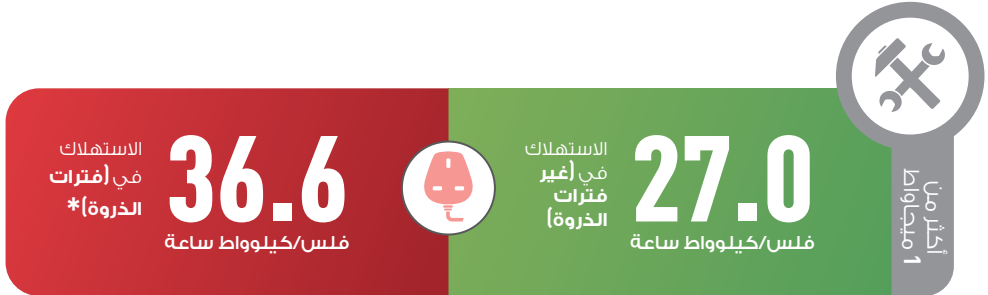 أكثر من
1 ميجاواط
27.0
فلس/كيلوواط ساعة
الاستهلاك
في (غير
فترات
الذروة)
36.6
فلس/كيلوواط ساعة
الاستهلاك
في (فترات
الذروة)*